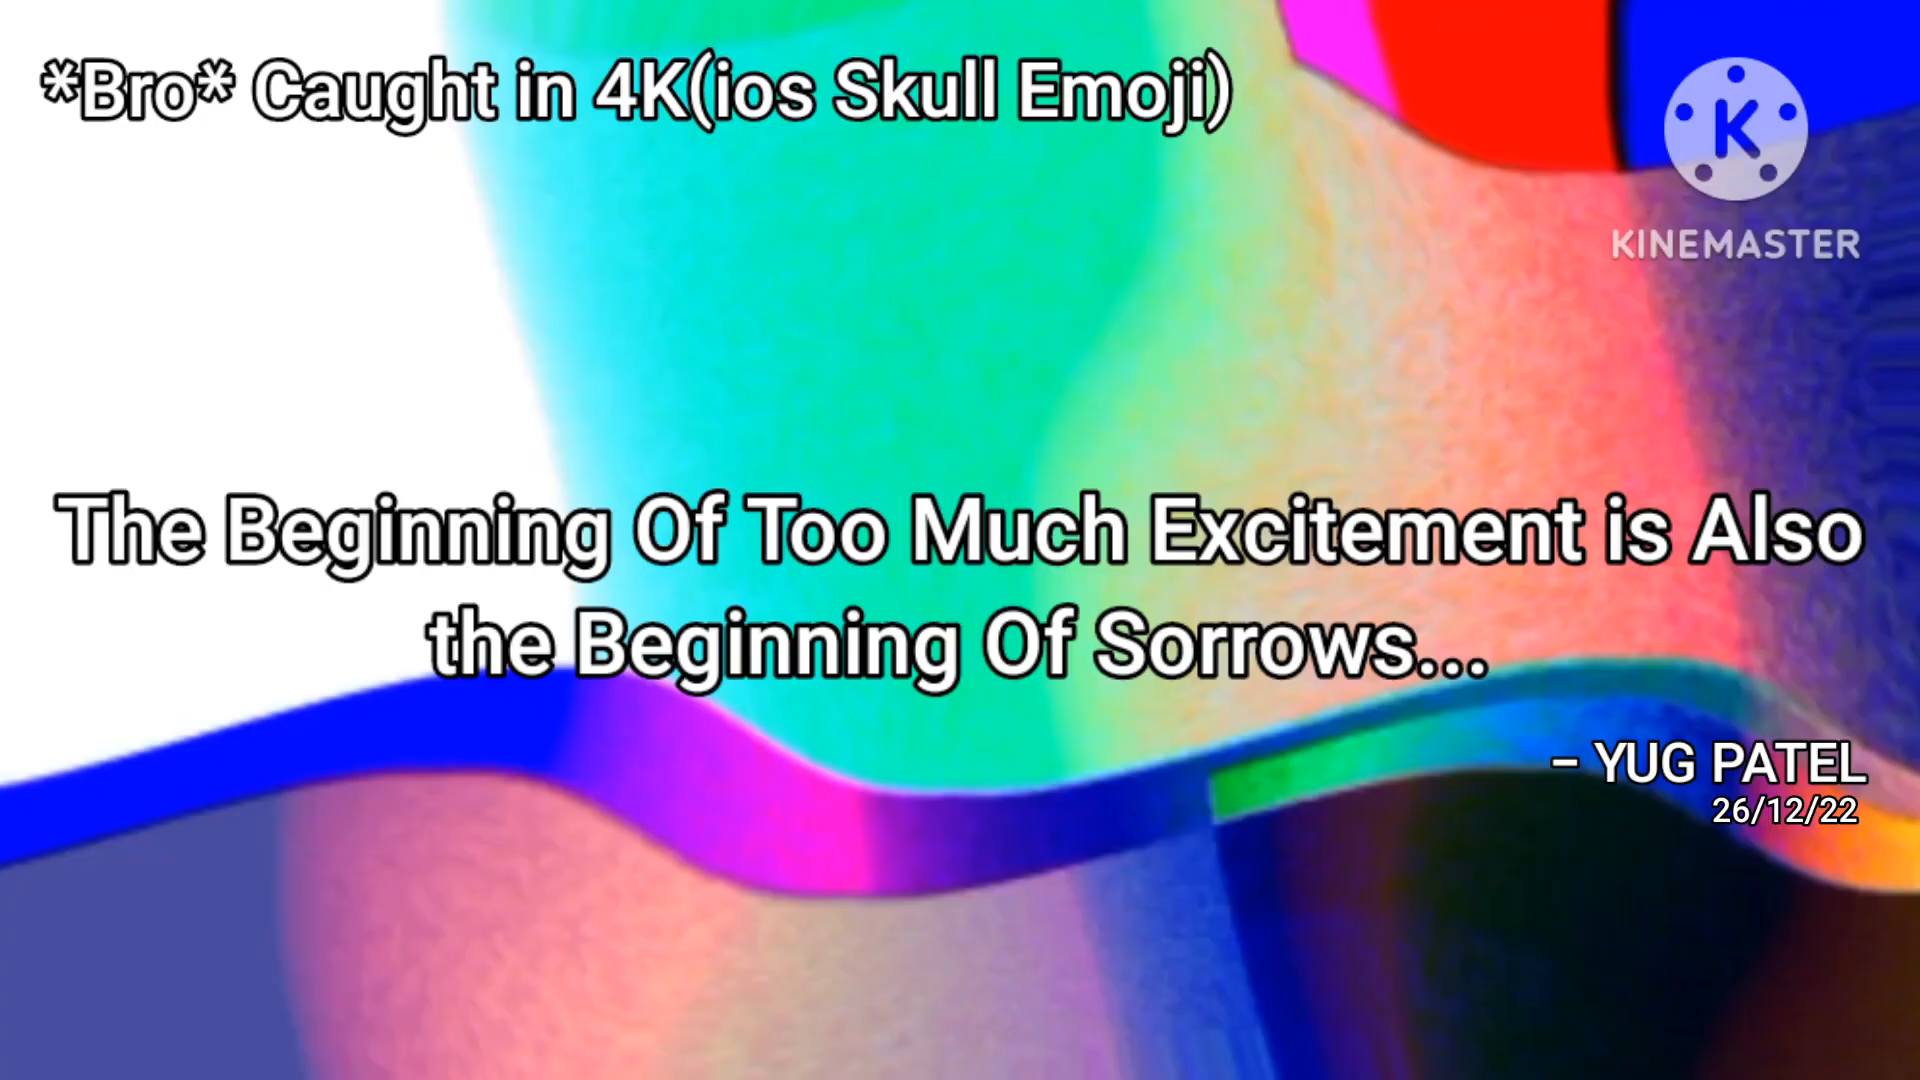 *Bro* Caught in 4K(ios Skull Emoji)
K
KINEMASTER
The Beginning Of Too Much Excitement is Also
the Beginning Of Sorrows...
– YUG PATEL
26/12/22